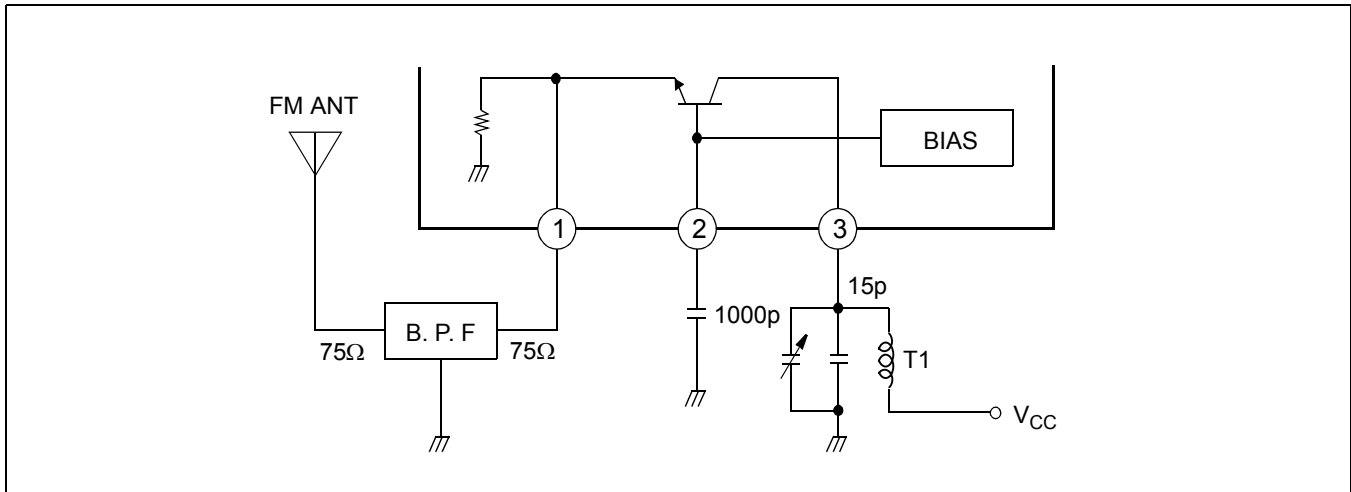 FM ANT
BIAS
1
2
3
15p
1000p
B. P. F
75Ω
75Ω
T1
VCC